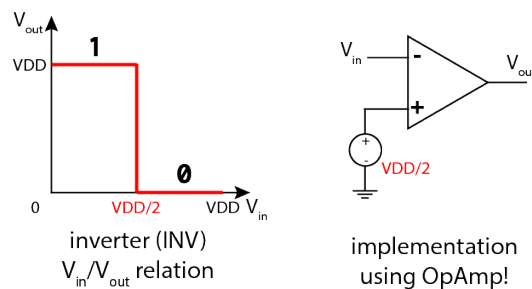 Vout
VDD
1
0
0
VDD/2
VDD Vin
inverter (INV)
Vin/Vout relation
Vin
-
+
Vou
+
-
VDD/2
implementation
using OpAmp!